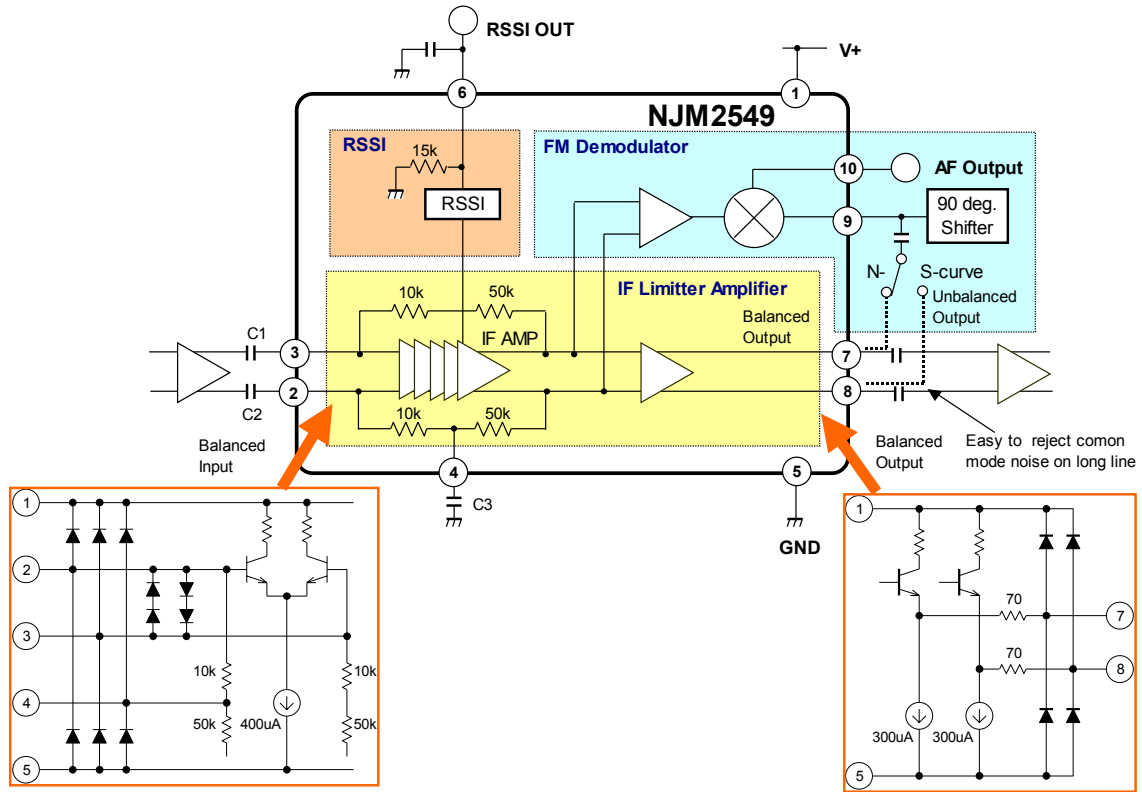 RSSI OUT
V+
6
1
NJM2549
RSSI
15k
RSSI
FM Demodulator
10
AF Output
9
90 deg.
Shifter
N-
S-curve
Unbalanced
Output
IF Limitter Amplifier
10k
50k
IF AMP
Balanced
Output
C1
3
7
2
8
C2
10k
50k
Balanced
Input
4
5
Balanced
Output
Easy to reject comon
mode noise on long line
C3
GND
1
2
3
4
5
10k
50k
400uA
10k
50k
1
70
7
70
8
300uA
300uA
5